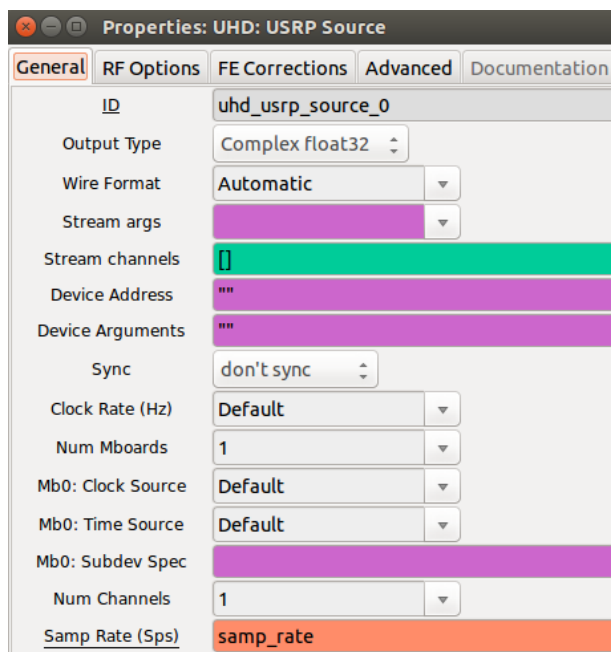 Properties: UHD: USRP Source
General RF Options FE Corrections Advanced Documentation
ID uhd_usrp_source_0
Output Type Complex float32
Wire Format Automatic
Stream args
Stream channels []
Device Address ""
Device Arguments ""
Sync don't sync
Clock Rate (Hz) Default
Num Mboards 1
Mb0: Clock Source Default
Mb0: Time Source Default
Mb0: Subdev Spec
Num Channels 1
Samp Rate (Sps) samp_rate